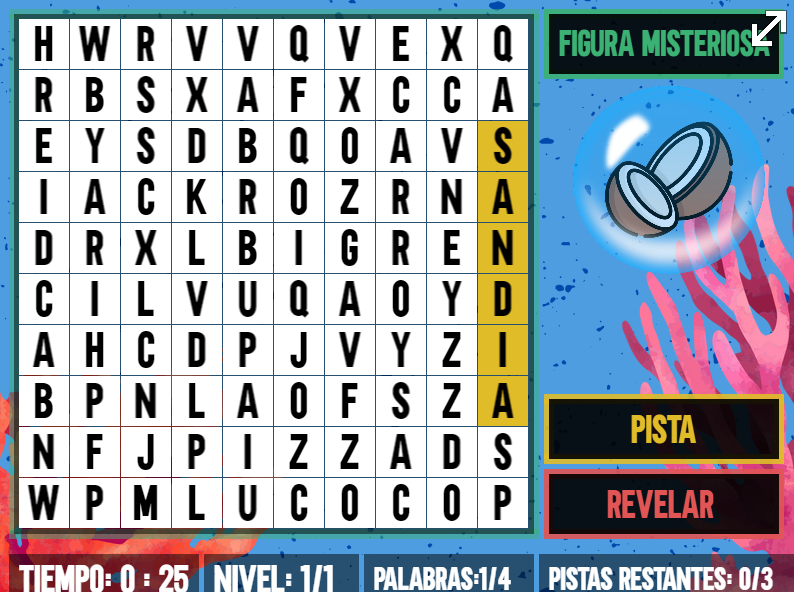 H W R V V Q V E X Q
R B S X A F X C C A
E Y S D B Q O A V S
I A C K R O Z R N A
D R X L B I G R E N
C I L V U Q A O Y D
A H C D P J V Y Z I
B P N L A O F S Z A
N F J P I Z Z A D S
W P M L U C O C O P
FIGURA MISTERIOSA
PISTA
REVELAR
TIEMPO: 0 : 25
NIVEL: 1/1
PALABRAS:1/4
PISTAS RESTANTES: 0/3